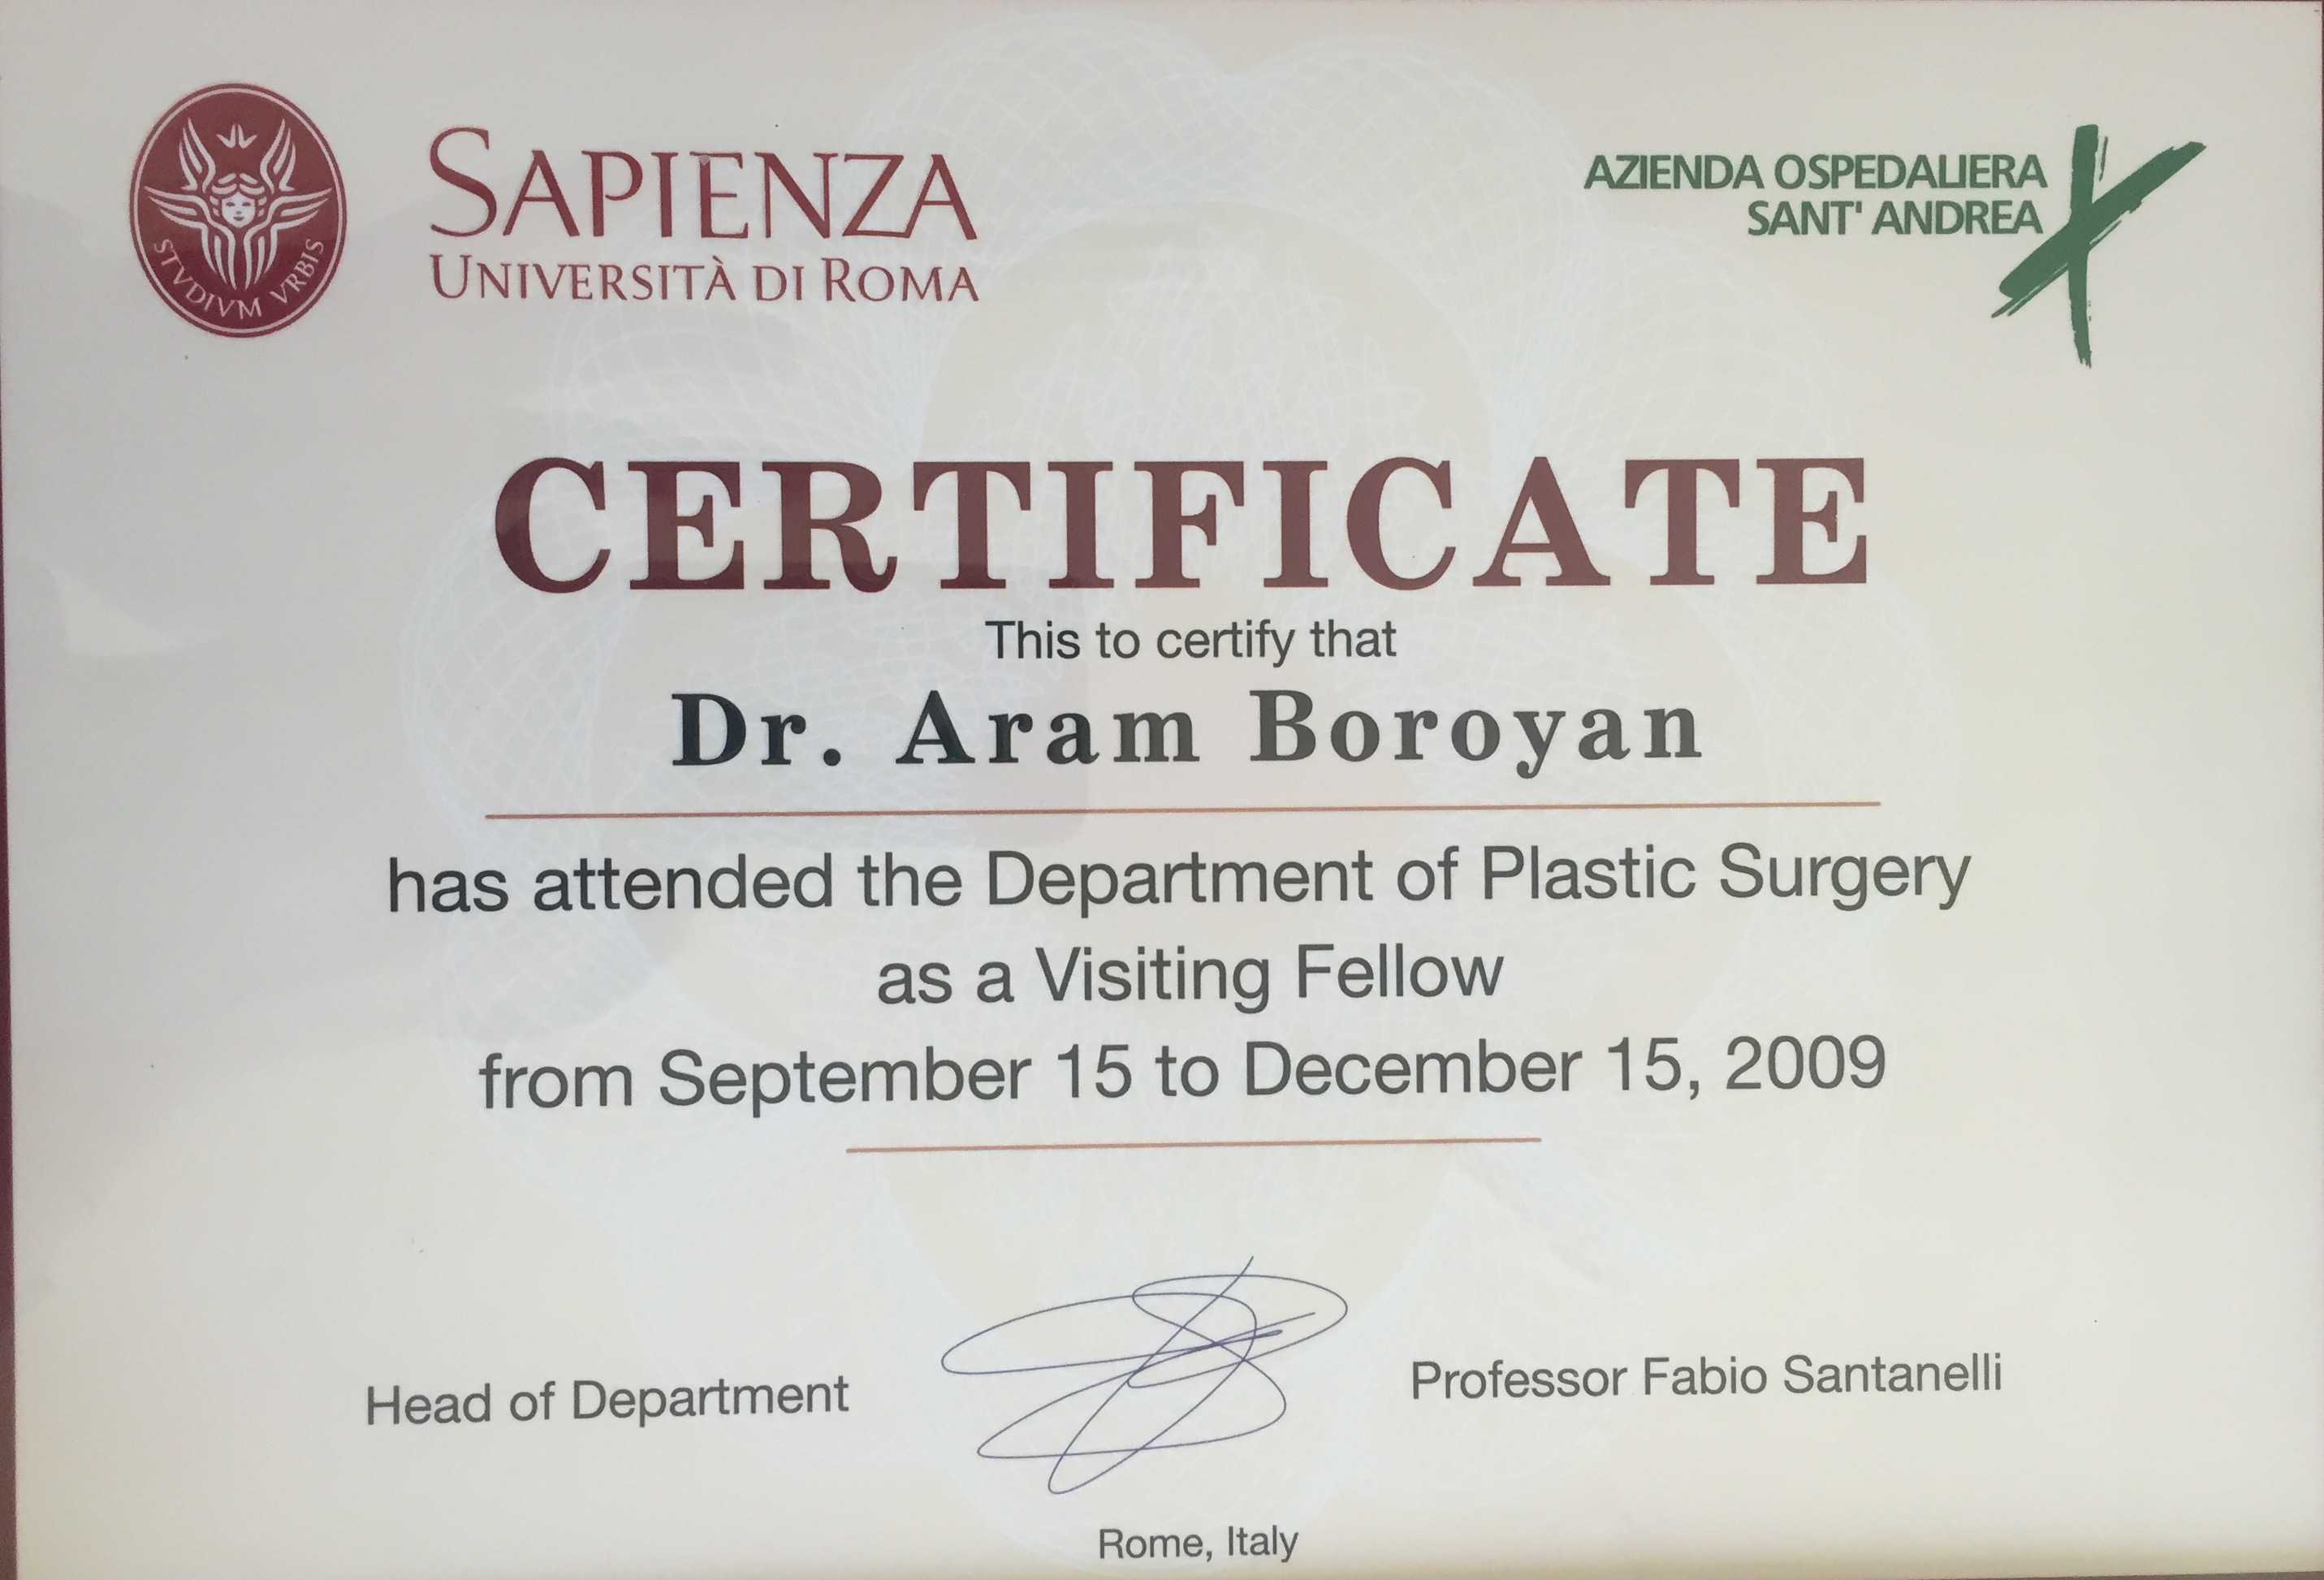 SAPIENZA
UNIVERSITÀ DI ROMA
STVDIVM VRBIS
AZIENDA OSPEDALIERA
SANT' ANDREA
CERTIFICATE
This to certify that
Dr. Aram Boroyan
has attended the Department of Plastic Surgery
as a Visiting Fellow
from September 15 to December 15, 2009
Head of Department
Professor Fabio Santanelli
Rome, Italy